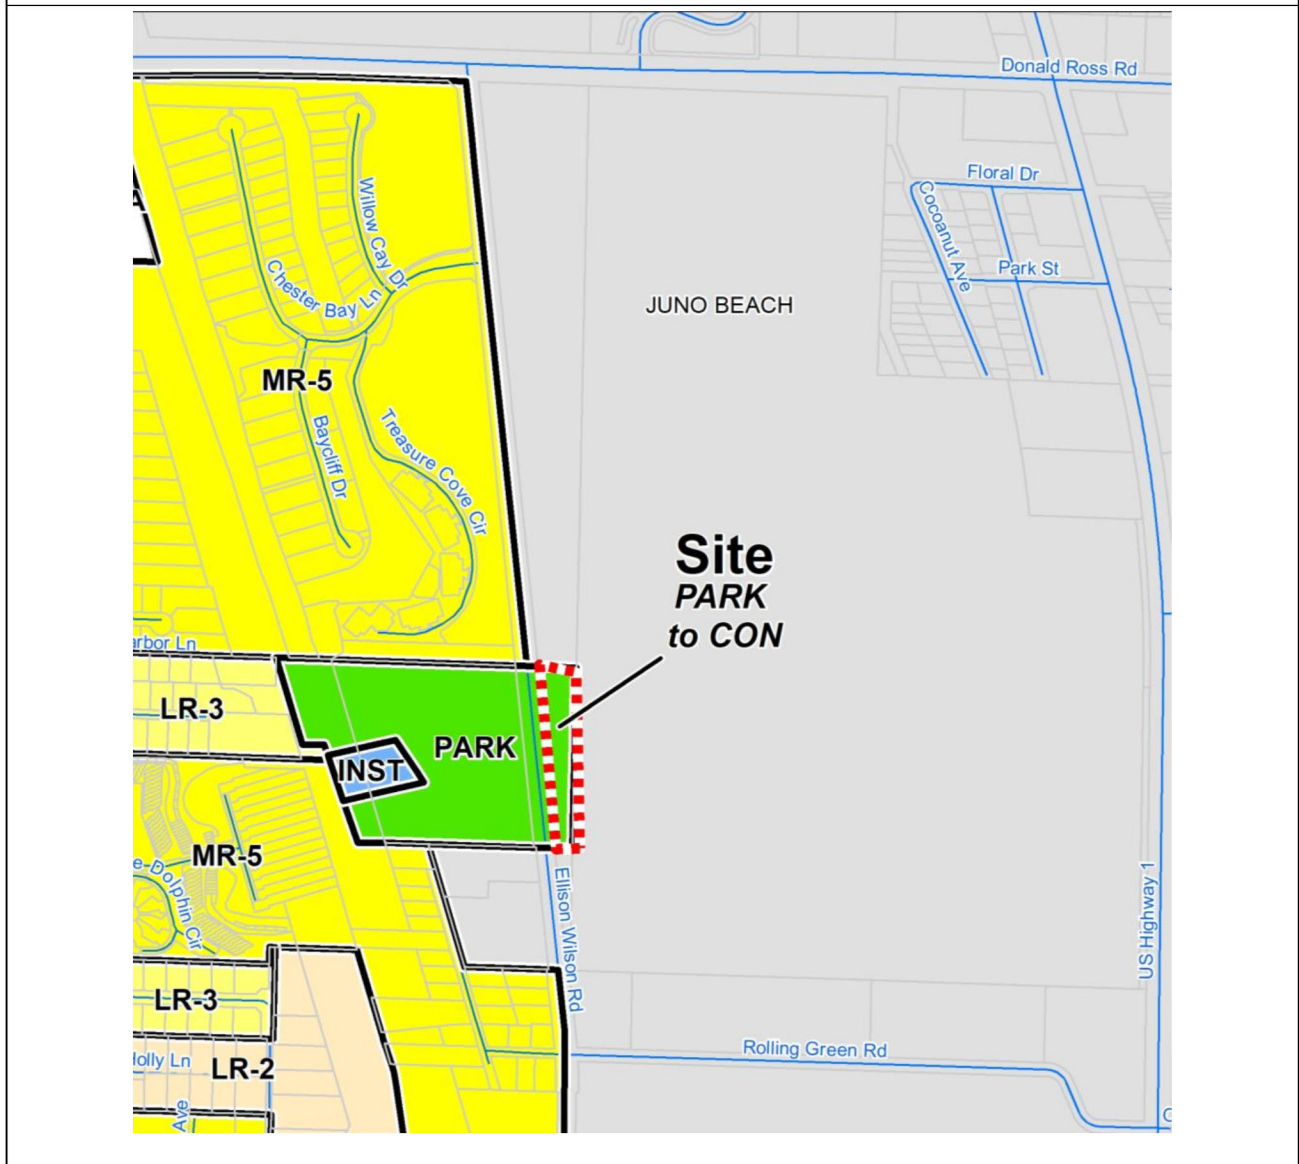 Donald Ross Rd
Floral Dr
Willow Cay Dr
Cocoanut Ave
Chester Bay Ln
Park St
JUNO BEACH
MR-5
Baycliff Dr
Treasure Cove Cir
Site
PARK
to CON
arbor Ln
LR-3
PARK
INST
MR-5
e Dolphin Cir
Ellison Wilson Rd
US Highway 1
LR-3
Rolling Green Rd
Holly Ln
LR-2
Ave